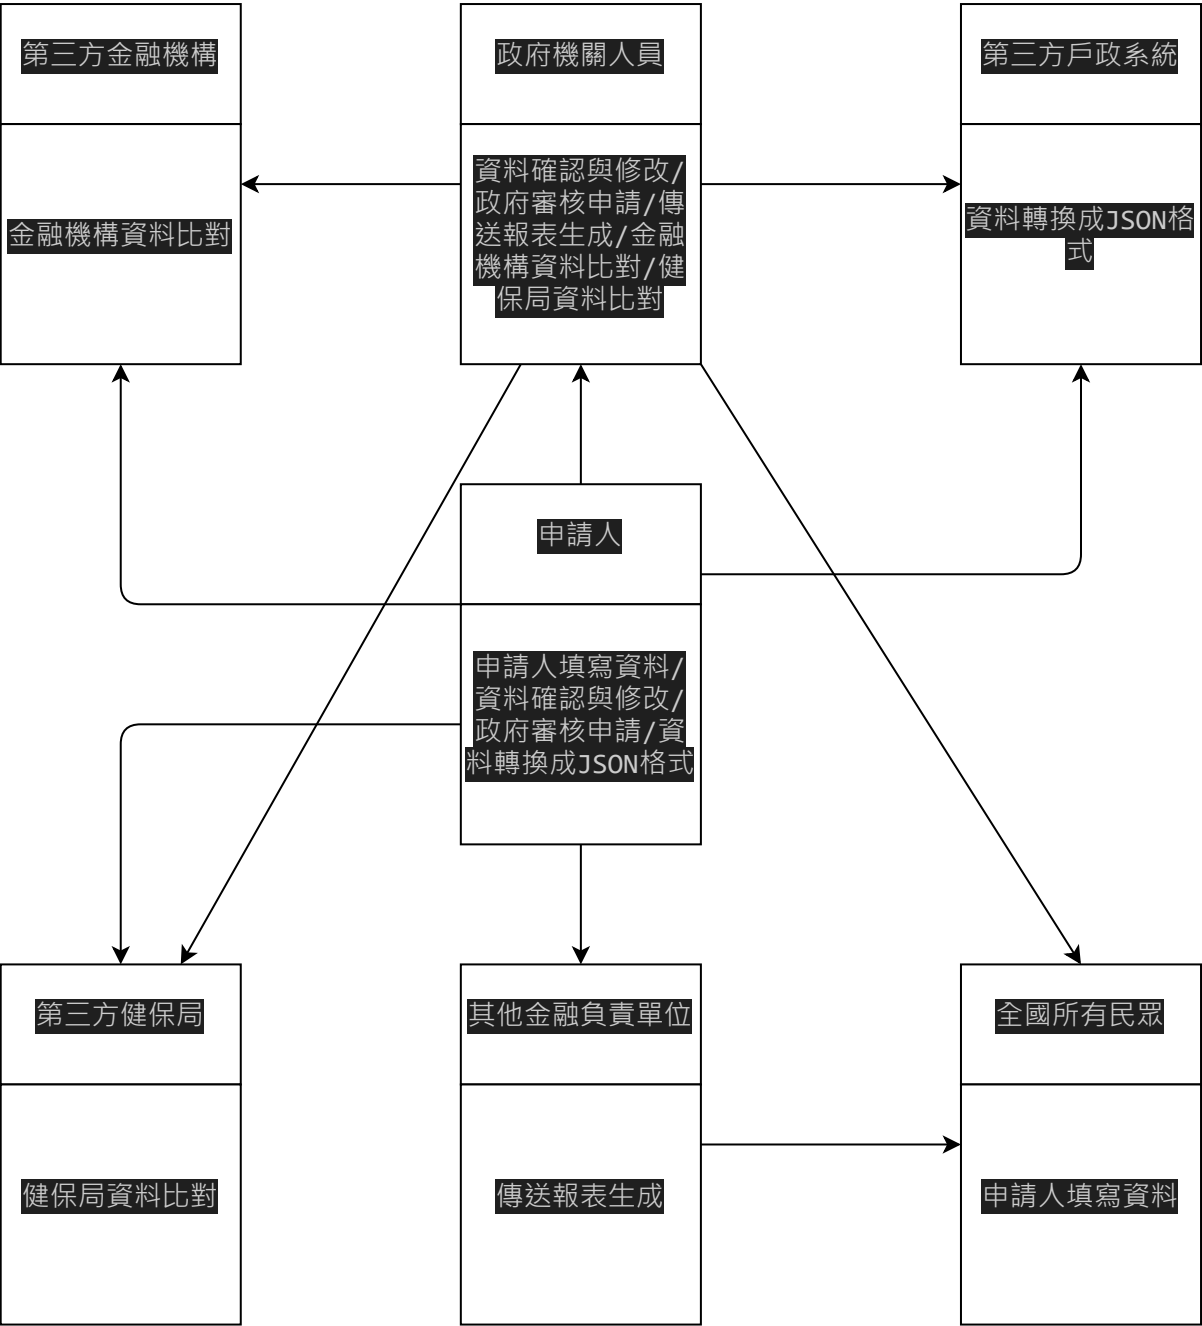 第三方金融機構
政府機關人員
第三方戶政系統
金融機構資料比對
資料確認與修改/
政府審核申請/傳
送報表生成/金融
機構資料比對/健
保局資料比對
資料轉換成JSON格
式
申請人
申請人填寫資料/
資料確認與修改/
政府審核申請/資
料轉換成JSON格式
第三方健保局
其他金融負責單位
全國所有民眾
健保局資料比對
傳送報表生成
申請人填寫資料